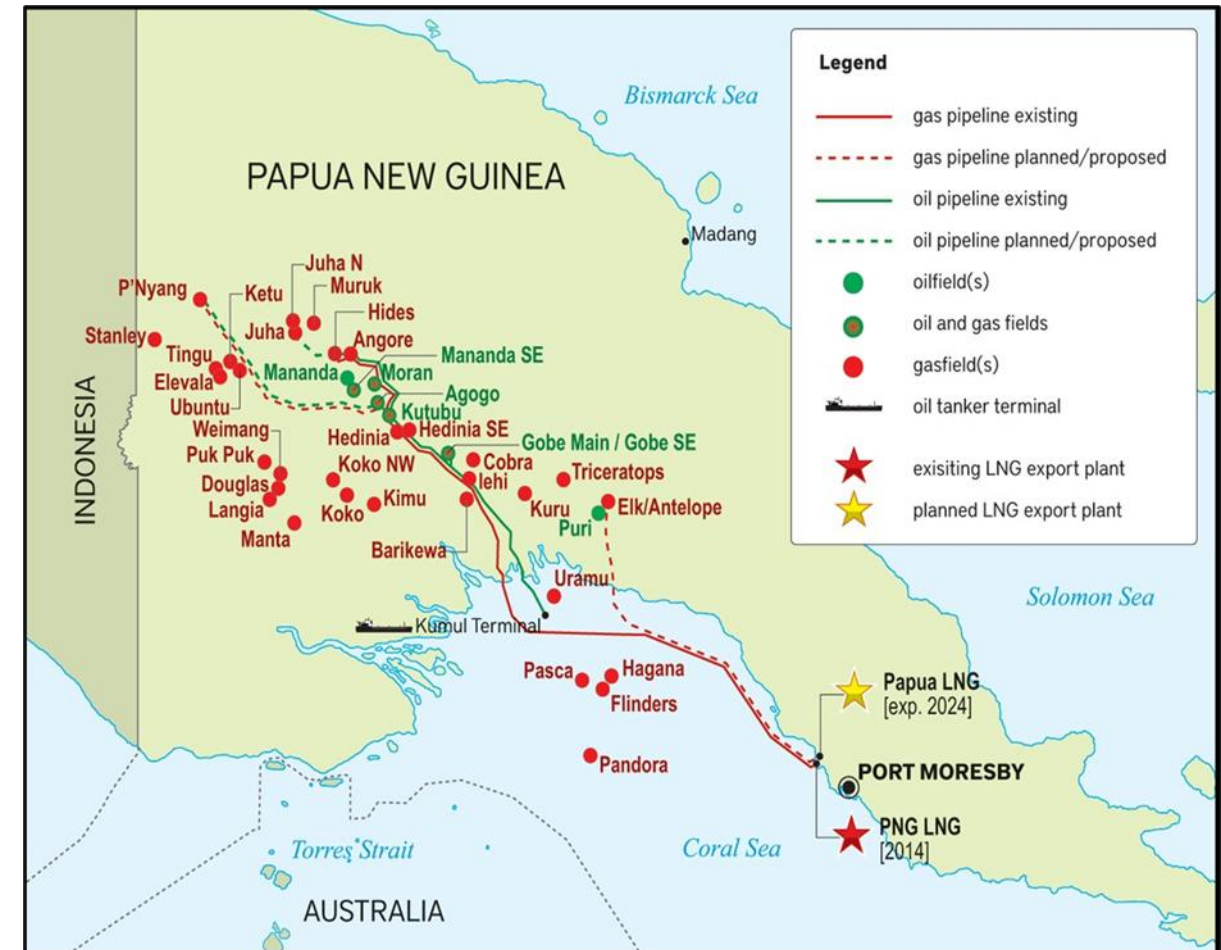 Bismarck Sea
PAPUA NEW GUINEA
Madang
Legend
gas pipeline existing
gas pipeline planned/proposed
oil pipeline existing
oil pipeline planned/proposed
oilfield(s)
oil and gas fields
gasfield(s)
oil tanker terminal
exisiting LNG export plant
planned LNG export plant
Juha N
P'Nyang
Ketu
Muruk
Hides
Stanley
Juha
Angore
Tingu
Mananda SE
Elevala
Mananda
Moran
Ubuntu
Agogo
Kutubu
INDONESIA
Weimang
Hedinia
Hedinia SE
Gobe Main / Gobe SE
Puk Puk
Koko NW
Cobra
Triceratops
Douglas
Iehi
Langia
Koko
Kimu
Kuru
Elk/Antelope
Manta
Puri
Barikewa
Uramu
Kumul Terminal
Solomon Sea
Pasca
Hagana
Flinders
Papua LNG
[exp. 2024]
Pandora
PORT MORESBY
PNG LNG
[2014]
Torres Strait
Coral Sea
AUSTRALIA